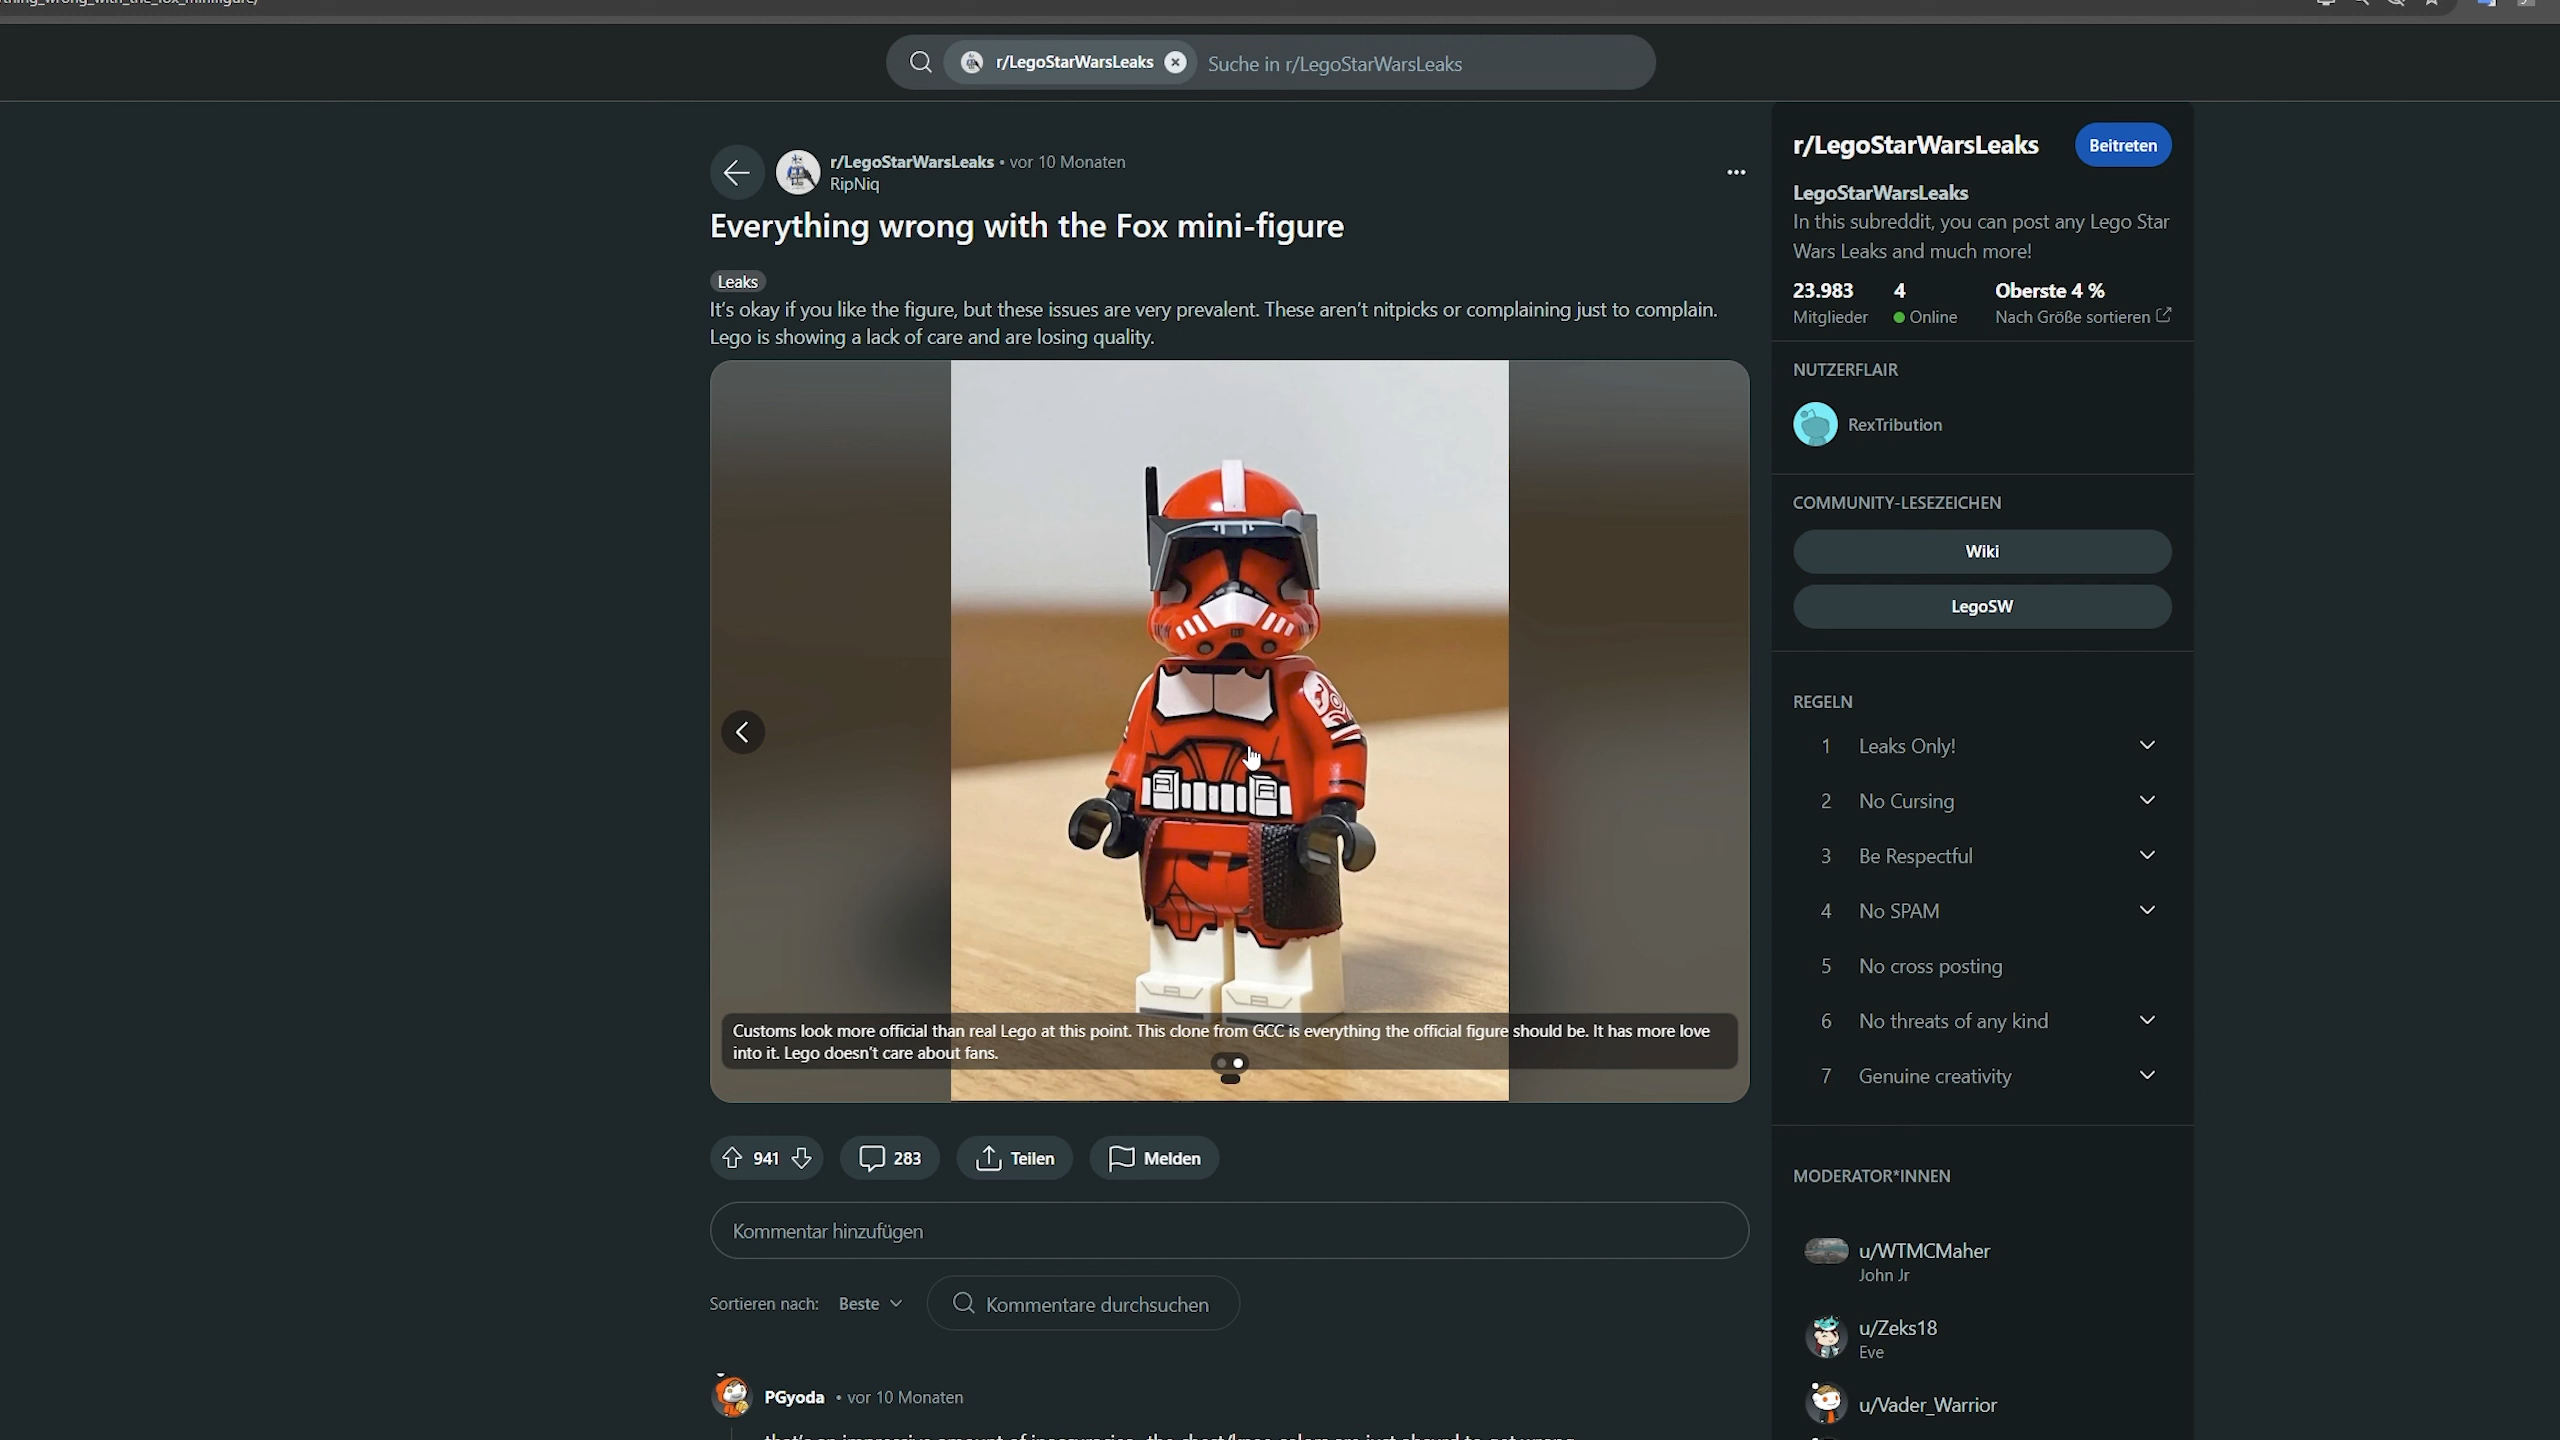 r/LegoStarWarsLeaks
Suche in r/LegoStarWarsLeaks
r/LegoStarWarsLeaks • vor 10 Monaten
RipNiq
Everything wrong with the Fox mini-figure
Leaks
It's okay if you like the figure, but these issues are very prevalent. These aren't nitpicks or complaining just to complain.
Lego is showing a lack of care and are losing quality.
Customs look more official than real Lego at this point. This clone from GCC is everything the official figure should be. It has more love
into it. Lego doesn't care about fans.
941
283
Teilen
Melden
Kommentar hinzufügen
Sortieren nach: Beste
Kommentare durchsuchen
PGyoda • vor 10 Monaten
r/LegoStarWarsLeaks
Beitreten
LegoStarWarsLeaks
In this subreddit, you can post any Lego Star
Wars Leaks and much more!
23.983 4 Oberste 4 %
Mitglieder Online Nach Größe sortieren
NUTZERFLAIR
RexTribution
COMMUNITY-LESEZEICHEN
Wiki
LegoSW
REGELN
1 Leaks Only!
2 No Cursing
3 Be Respectful
4 No SPAM
5 No cross posting
6 No threats of any kind
7 Genuine creativity
MODERATOR*INNEN
u/WTMCMaher
John Jr
u/Zeks18
Eve
u/Vader_Warrior